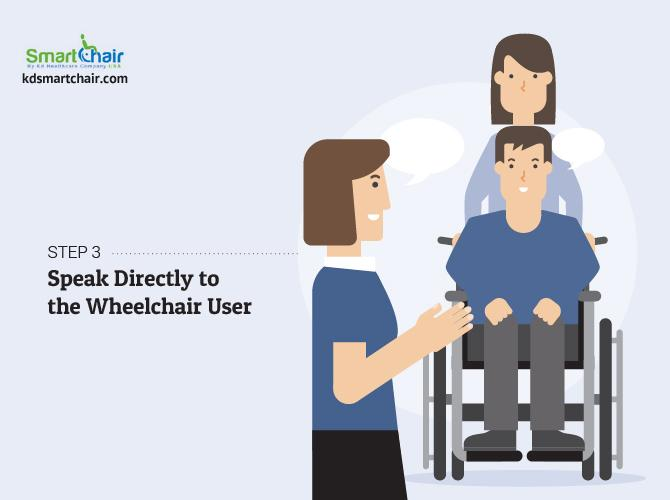 SmartChair
By Kd Healthcare Company USA
kdsmartchair.com
STEP 3
Speak Directly to
the Wheelchair User